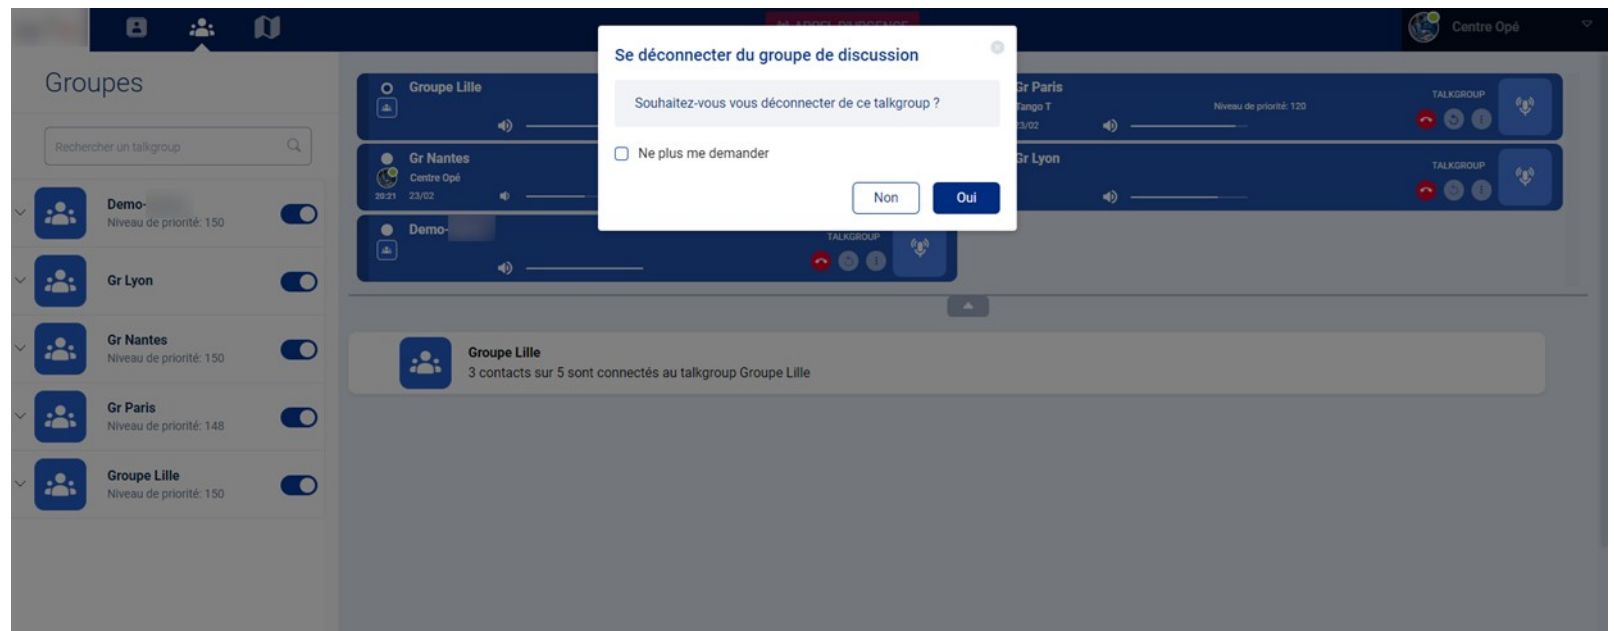 APPEL D'URGENCE
Centre Opé
Se déconnecter du groupe de discussion
Souhaitez-vous vous déconnecter de ce talkgroup ?
Ne plus me demander
Non
Oui
Groupes
Rechercher un talkgroup
Demo-
Niveau de priorité: 150
Gr Lyon
Gr Nantes
Niveau de priorité: 150
Gr Paris
Niveau de priorité: 148
Groupe Lille
Niveau de priorité: 150
Groupe Lille
Gr Paris
Tango T
23/02
Niveau de priorité: 120
TALKGROUP
Gr Nantes
Centre Opé
20:21 23/02
Gr Lyon
TALKGROUP
Demo-
TALKGROUP
Groupe Lille
3 contacts sur 5 sont connectés au talkgroup Groupe Lille